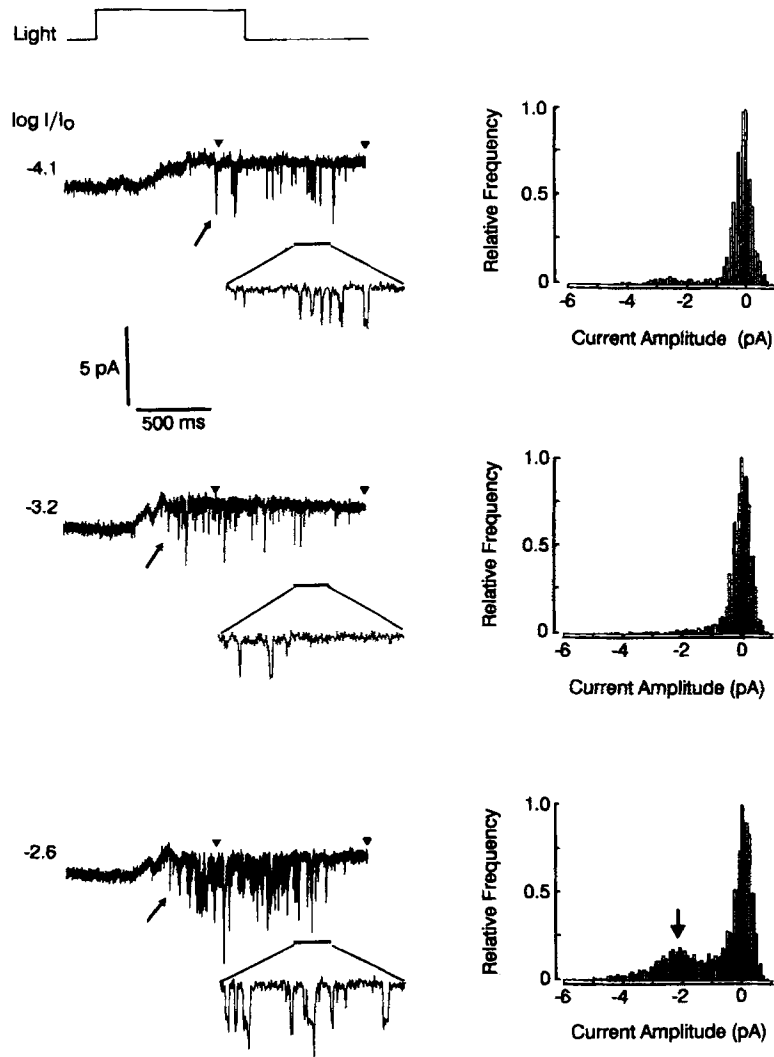 Light
log I/Io
-4.1
5 pA
500 ms
1.0
0.5
0
Relative Frequency
-6 -4 -2 0
Current Amplitude (pA)
-3.2
1.0
0.5
0
Relative Frequency
-6 -4 -2 0
Current Amplitude (pA)
-2.6
1.0
0.5
0
Relative Frequency
-6 -4 -2 0
Current Amplitude (pA)